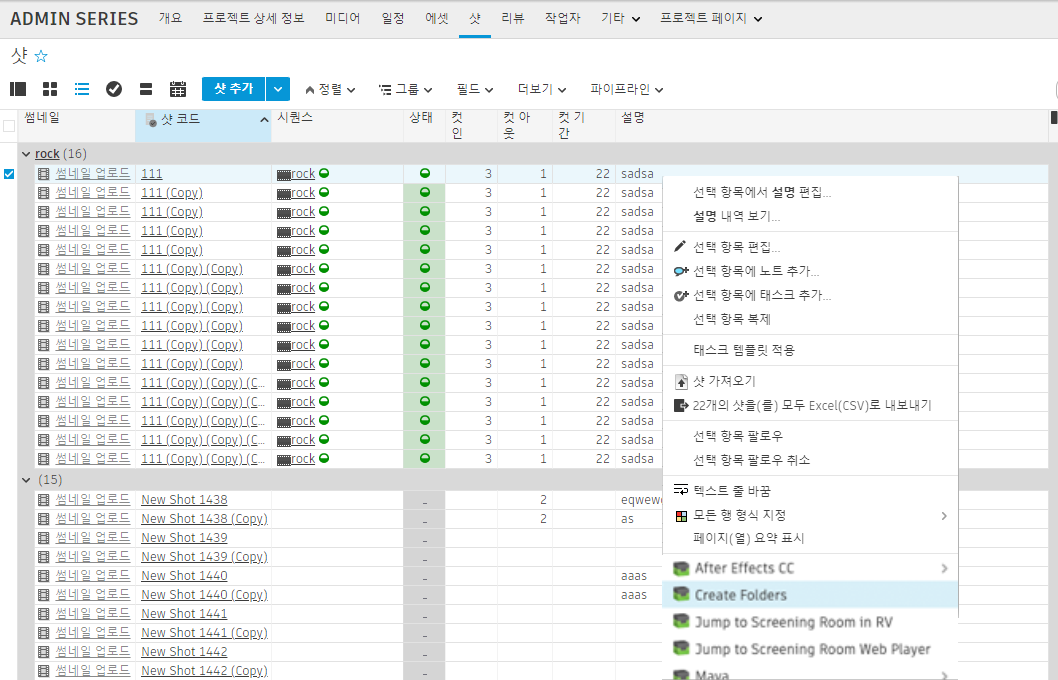 ADMIN SERIES 개요 프로젝트 상세 정보 미디어 일정 에셋 샷 리뷰 작업자 기타 프로젝트 페이지
샷
샷 추가 정렬 그룹 필드 더보기 파이프라인
썸네일 샷 코드 시퀀스 상태 컷 인 컷 아웃 컷 기간 설명
rock (16)
썸네일 업로드 111 rock 3 1 22 sadsa
썸네일 업로드 111 (Copy) rock 3 1 22 sadsa
썸네일 업로드 111 (Copy) rock 3 1 22 sadsa
썸네일 업로드 111 (Copy) rock 3 1 22 sadsa
썸네일 업로드 111 (Copy) rock 3 1 22 sadsa
썸네일 업로드 111 (Copy) (Copy) rock 3 1 22 sadsa
썸네일 업로드 111 (Copy) (Copy) rock 3 1 22 sadsa
썸네일 업로드 111 (Copy) (Copy) rock 3 1 22 sadsa
썸네일 업로드 111 (Copy) (Copy) rock 3 1 22 sadsa
썸네일 업로드 111 (Copy) (Copy) rock 3 1 22 sadsa
썸네일 업로드 111 (Copy) (Copy) rock 3 1 22 sadsa
썸네일 업로드 111 (Copy) (Copy) (C... rock 3 1 22 sadsa
썸네일 업로드 111 (Copy) (Copy) (C... rock 3 1 22 sadsa
썸네일 업로드 111 (Copy) (Copy) (C... rock 3 1 22 sadsa
썸네일 업로드 111 (Copy) (Copy) (C... rock 3 1 22 sadsa
썸네일 업로드 111 (Copy) (Copy) (C... rock 3 1 22 sadsa
(15)
썸네일 업로드 New Shot 1438 - 2 eqwew
썸네일 업로드 New Shot 1438 (Copy) - 2 as
썸네일 업로드 New Shot 1439 -
썸네일 업로드 New Shot 1439 (Copy) -
썸네일 업로드 New Shot 1440 - aaas
썸네일 업로드 New Shot 1440 (Copy) - aaas
썸네일 업로드 New Shot 1441 -
썸네일 업로드 New Shot 1441 (Copy) -
썸네일 업로드 New Shot 1442 -
썸네일 업로드 New Shot 1442 (Copy) -
선택 항목에서 설명 편집...
설명 내역 보기...
선택 항목 편집...
선택 항목에 노트 추가...
선택 항목에 태스크 추가...
선택 항목 복제
태스크 템플릿 적용
샷 가져오기
22개의 샷을(를) 모두 Excel(CSV)로 내보내기
선택 항목 팔로우
선택 항목 팔로우 취소
텍스트 줄 바꿈
모든 행 형식 지정
페이지(열) 요약 표시
After Effects CC
Create Folders
Jump to Screening Room in RV
Jump to Screening Room Web Player
Maya